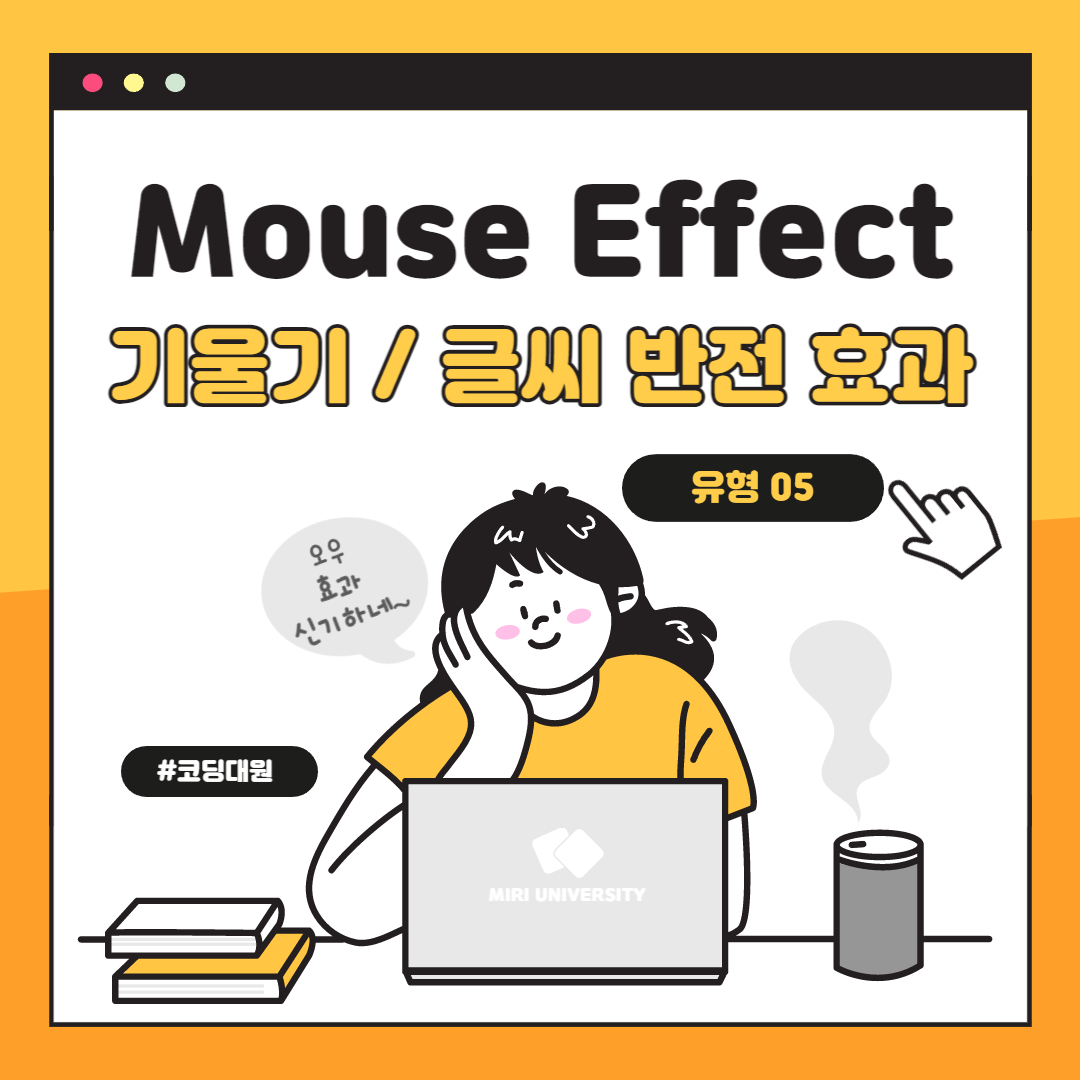 Mouse Effect
기울기 / 글씨 반전 효과
유형 05
오우
효과
신기하네~
#코딩대원
MIRI UNIVERSITY